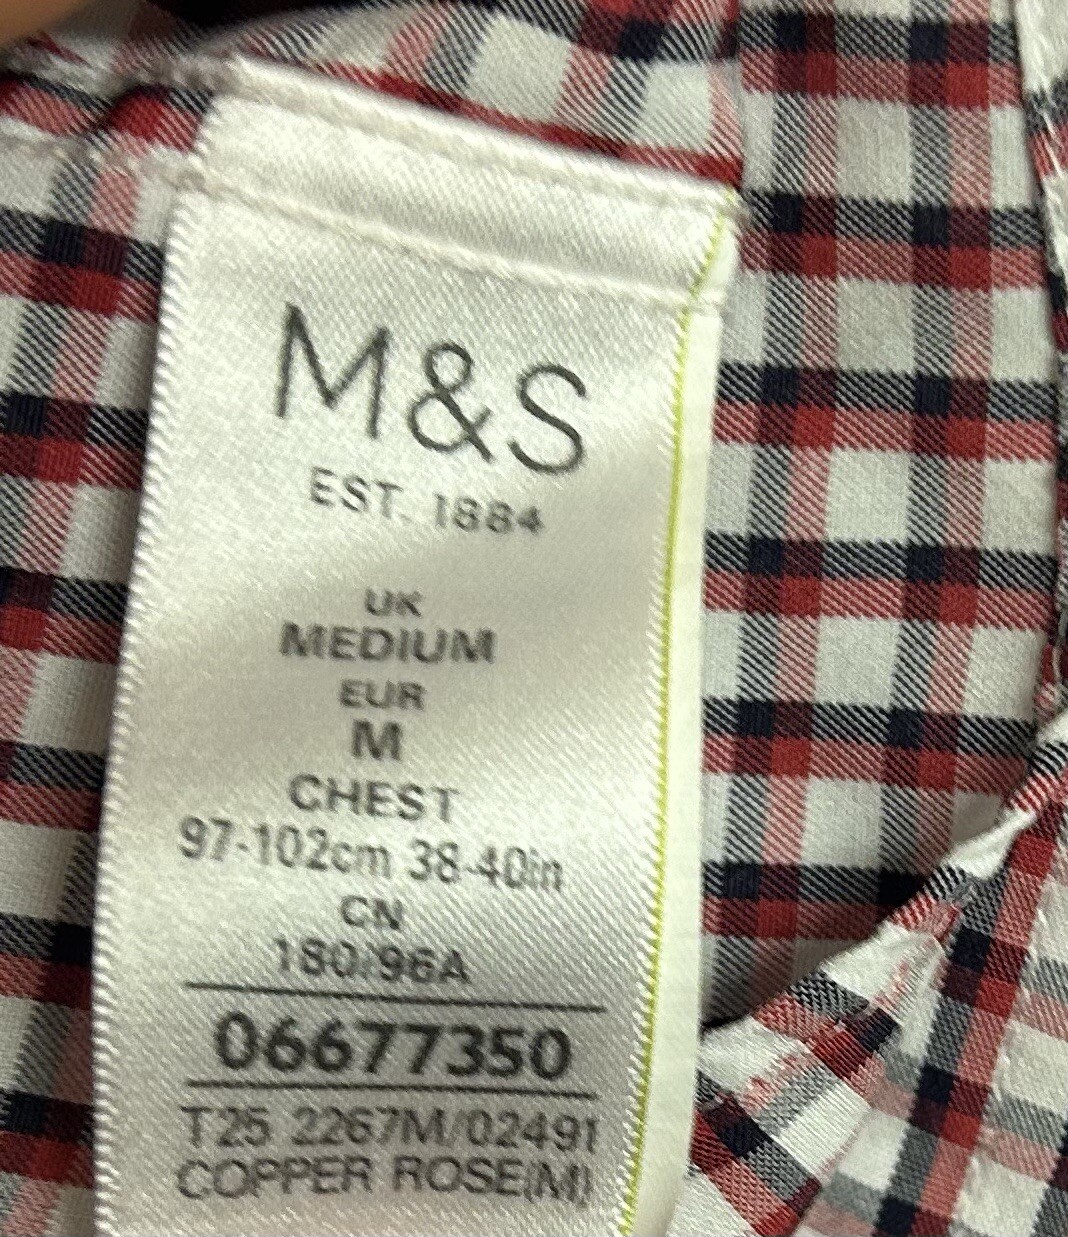 M&S
EST. 1884
UK
MEDIUM
EUR
M
CHEST
97-102cm 38-40in
CN
180/96A
06677350
T25 2267M/02491
COPPER ROSE(M)